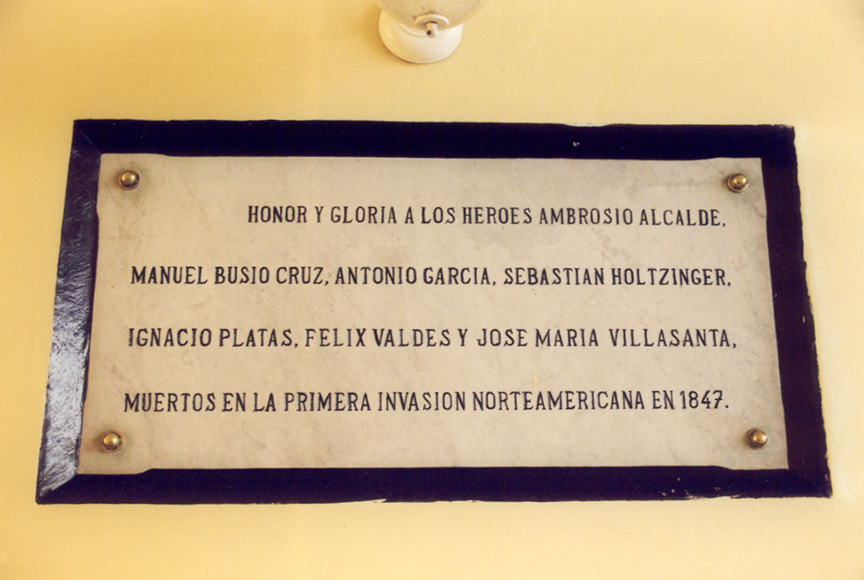 HONOR Y GLORIA A LOS HEROES AMBROSIO ALCALDE,
MANUEL BUSIO CRUZ, ANTONIO GARCIA, SEBASTIAN HOLTZINGER,
IGNACIO PLATAS, FELIX VALDES Y JOSE MARIA VILLASANTA,
MUERTOS EN LA PRIMERA INVASION NORTEAMERICANA EN 1847.